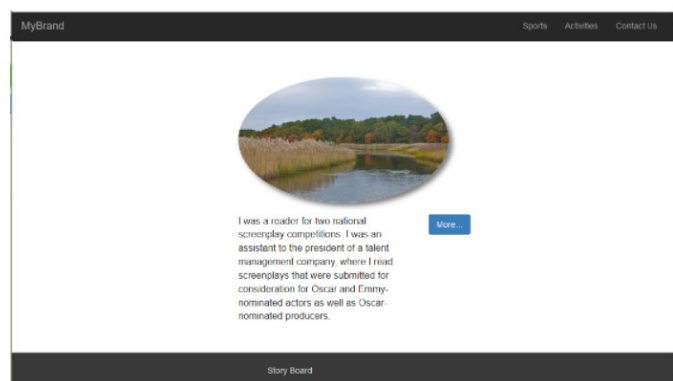 MyBrand
Sports Activities Contact Us
I was a reader for two national
screenplay competitions. I was an
assistant to the president of a talent
management company, where I read
screenplays that were submitted for
consideration for Oscar and Emmy-
nominated actors as well as Oscar-
nominated producers.
More...
Story Board